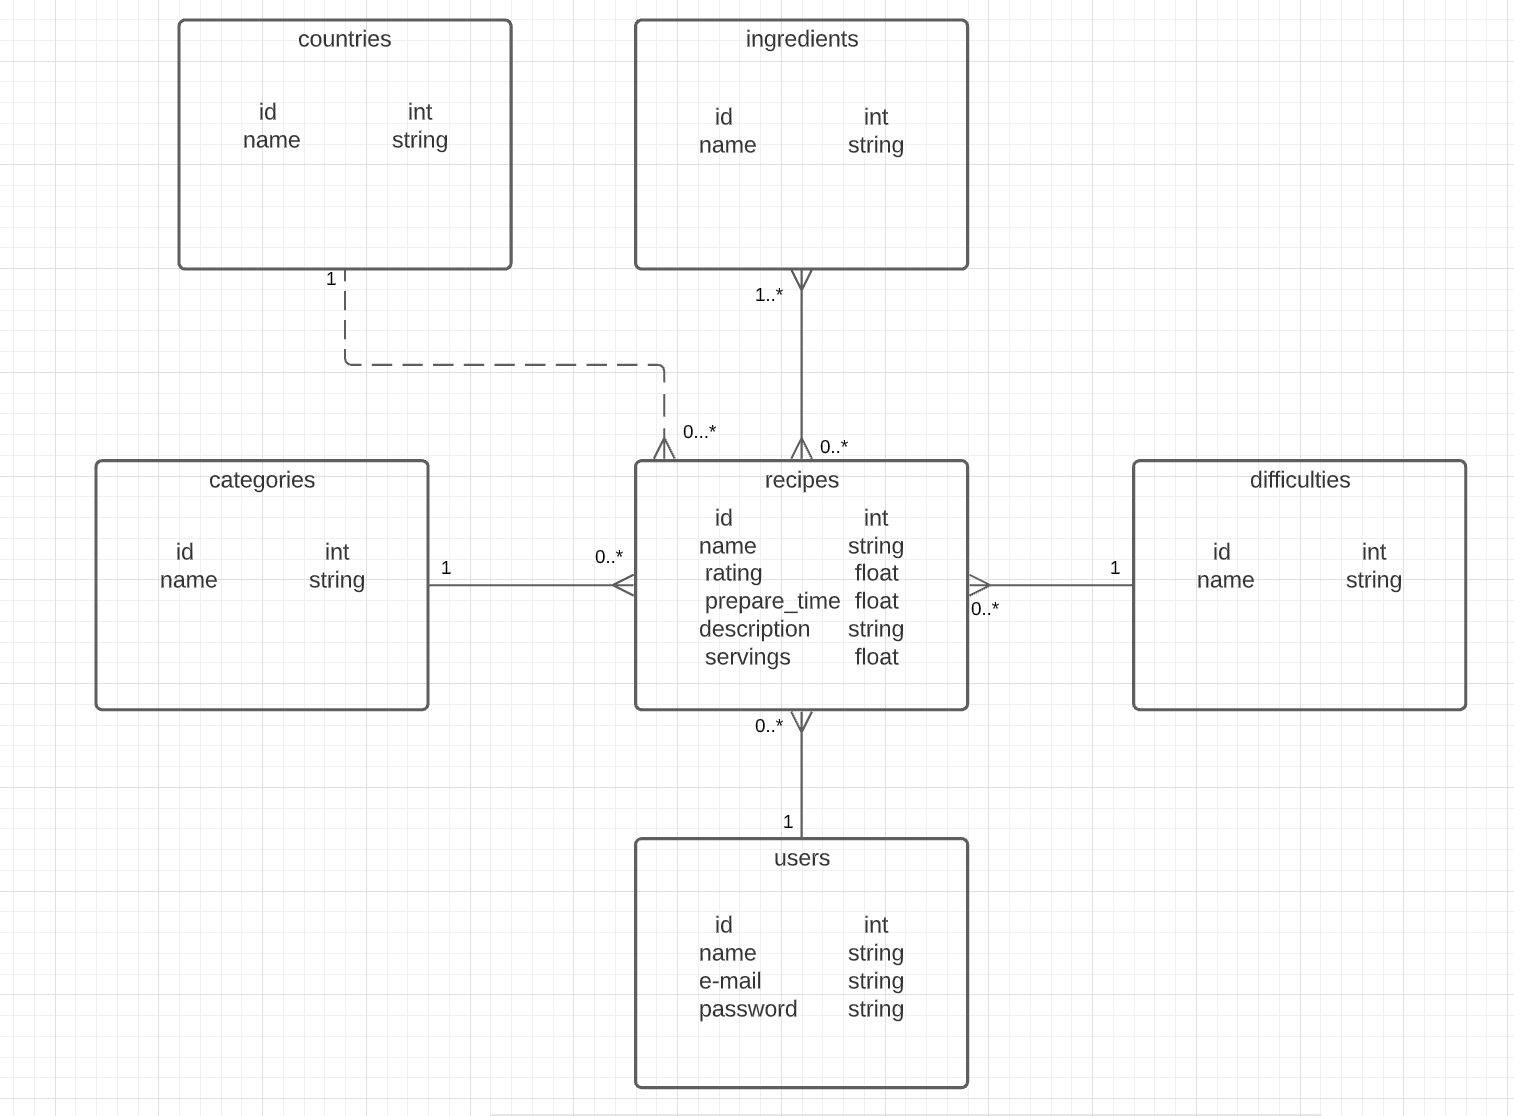 countries
id int
name string
ingredients
id int
name string
1
1..*
0...*
0..*
categories
id int
name string
1
0..*
recipes
id int
name string
rating float
prepare_time float
description string
servings float
difficulties
id int
name string
1
0..*
0..*
1
users
id int
name string
e-mail string
password string